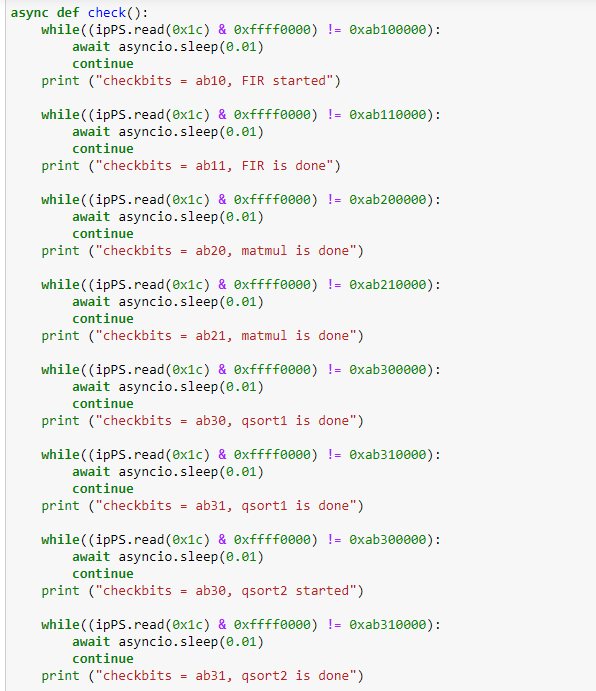 async def check():
    while((ipPS.read(0x1c) & 0xffff0000) != 0xab100000):
        await asyncio.sleep(0.01)
        continue
    print ("checkbits = ab10, FIR started")

    while((ipPS.read(0x1c) & 0xffff0000) != 0xab110000):
        await asyncio.sleep(0.01)
        continue
    print ("checkbits = ab11, FIR is done")

    while((ipPS.read(0x1c) & 0xffff0000) != 0xab200000):
        await asyncio.sleep(0.01)
        continue
    print ("checkbits = ab20, matmul is done")

    while((ipPS.read(0x1c) & 0xffff0000) != 0xab210000):
        await asyncio.sleep(0.01)
        continue
    print ("checkbits = ab21, matmul is done")

    while((ipPS.read(0x1c) & 0xffff0000) != 0xab300000):
        await asyncio.sleep(0.01)
        continue
    print ("checkbits = ab30, qsort1 is done")

    while((ipPS.read(0x1c) & 0xffff0000) != 0xab310000):
        await asyncio.sleep(0.01)
        continue
    print ("checkbits = ab31, qsort1 is done")

    while((ipPS.read(0x1c) & 0xffff0000) != 0xab300000):
        await asyncio.sleep(0.01)
        continue
    print ("checkbits = ab30, qsort2 started")

    while((ipPS.read(0x1c) & 0xffff0000) != 0xab310000):
        await asyncio.sleep(0.01)
        continue
    print ("checkbits = ab31, qsort2 is done")